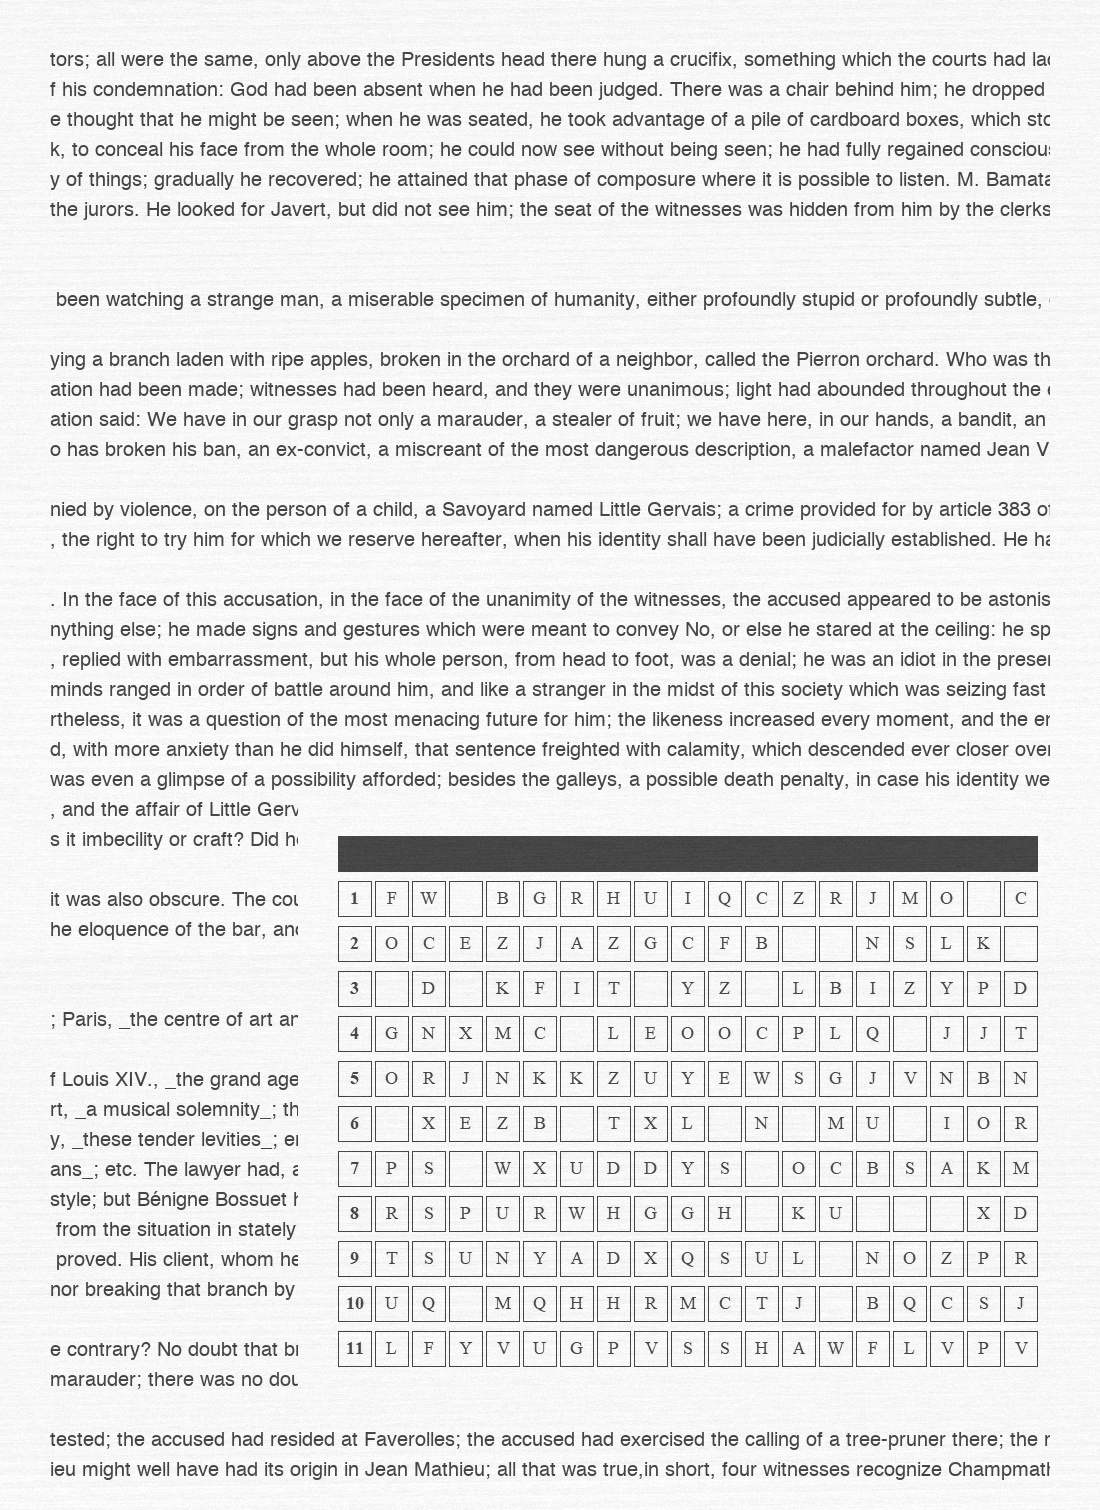 tors; all were the same, only above the Presidents head there hung a crucifix, something which the courts had
f his condemnation: God had been absent when he had been judged. There was a chair behind him; he dropped
e thought that he might be seen; when he was seated, he took advantage of a pile of cardboard boxes, which
k, to conceal his face from the whole room; he could now see without being seen; he had fully regained
y of things; gradually he recovered; he attained that phase of composure where it is possible to listen. M.
the jurors. He looked for Javert, but did not see him; the seat of the witnesses was hidden from him by the clerks
been watching a strange man, a miserable specimen of humanity, either profoundly stupid or profoundly subtle,
ying a branch laden with ripe apples, broken in the orchard of a neighbor, called the Pierron orchard. Who was th
ation had been made; witnesses had been heard, and they were unanimous; light had abounded throughout the
ation said: We have in our grasp not only a marauder, a stealer of fruit; we have here, in our hands, a bandit, an
o has broken his ban, an ex-convict, a miscreant of the most dangerous description, a malefactor named Jean V
nied by violence, on the person of a child, a Savoyard named Little Gervais; a crime provided for by article 383
, the right to try him for which we reserve hereafter, when his identity shall have been judicially established. He
. In the face of this accusation, in the face of the unanimity of the witnesses, the accused appeared to be astonis
nything else; he made signs and gestures which were meant to convey No, or else he stared at the ceiling: he sp
, replied with embarrassment, but his whole person, from head to foot, was a denial; he was an idiot in the
minds ranged in order of battle around him, and like a stranger in the midst of this society which was seizing fast
rtheless, it was a question of the most menacing future for him; the likeness increased every moment, and the
d, with more anxiety than he did himself, that sentence freighted with calamity, which descended ever closer over
was even a glimpse of a possibility afforded; besides the galleys, a possible death penalty, in case his identity we
, and the affair of Little
s it imbecility or craft? Did
it was also obscure. The
he eloquence of the bar,
; Paris, _the centre of art
f Louis XIV., _the grand age
rt, _a musical solemnity_;
y, _these tender levities_;
ans_; etc. The lawyer had,
style; but Bénigne Bossuet
from the situation in stately
proved. His client, whom he
nor breaking that branch by
e contrary? No doubt that
marauder; there was no
1 F W B G R H U I Q C Z R J M O C
2 O C E Z J A Z G C F B N S L K
3 D K F I T Y Z L B I Z Y P D
4 G N X M C L E O O C P L Q J J T
5 O R J N K K Z U Y E W S G J V N B N
6 X E Z B T X L N M U I O R
7 P S W X U D D Y S O C B S A K M
8 R S P U R W H G G H K U X D
9 T S U N Y A D X Q S U L N O Z P R
10 U Q M Q H H R M C T J B Q C S J
11 L F Y V U G P V S S H A W F L V P V
tested; the accused had resided at Faverolles; the accused had exercised the calling of a tree-pruner there; the
ieu might well have had its origin in Jean Mathieu; all that was true,in short, four witnesses recognize